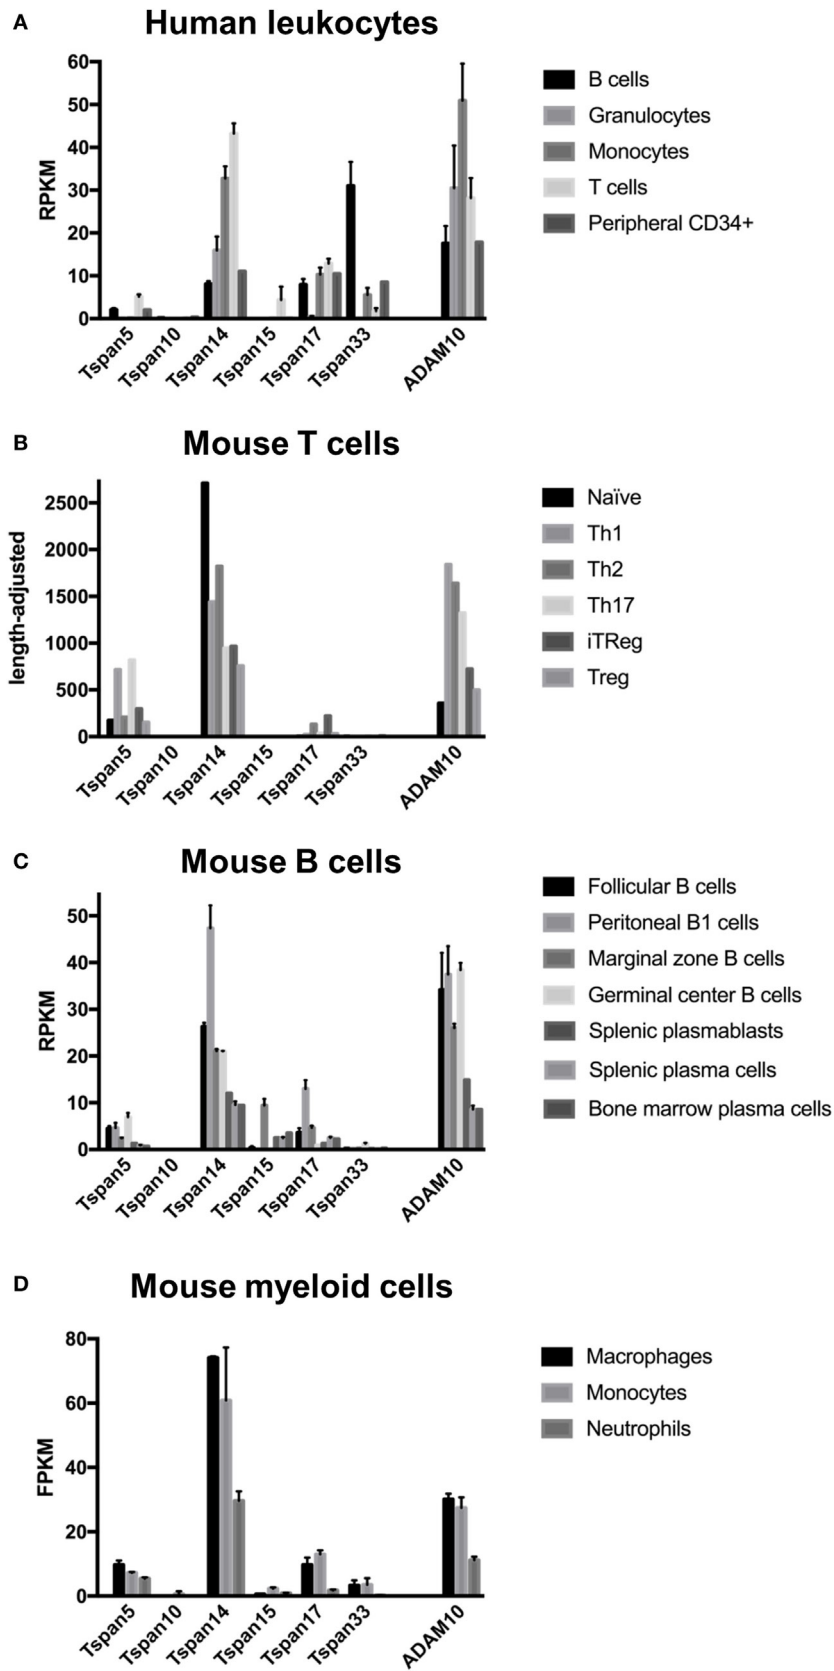 A
Human leukocytes
60
50
40
30
20
10
0
RPKM
Tspan5
Tspan10
Tspan14
Tspan15
Tspan17
Tspan33
ADAM10
B cells
Granulocytes
Monocytes
T cells
Peripheral CD34+
B
Mouse T cells
2500
2000
1500
1000
500
0
length-adjusted
Tspan5
Tspan10
Tspan14
Tspan15
Tspan17
Tspan33
ADAM10
Naïve
Th1
Th2
Th17
iTReg
Treg
C
Mouse B cells
50
40
30
20
10
0
RPKM
Tspan5
Tspan10
Tspan14
Tspan15
Tspan17
Tspan33
ADAM10
Follicular B cells
Peritoneal B1 cells
Marginal zone B cells
Germinal center B cells
Splenic plasmablasts
Splenic plasma cells
Bone marrow plasma cells
D
Mouse myeloid cells
80
60
40
20
0
FPKM
Tspan5
Tspan10
Tspan14
Tspan15
Tspan17
Tspan33
ADAM10
Macrophages
Monocytes
Neutrophils